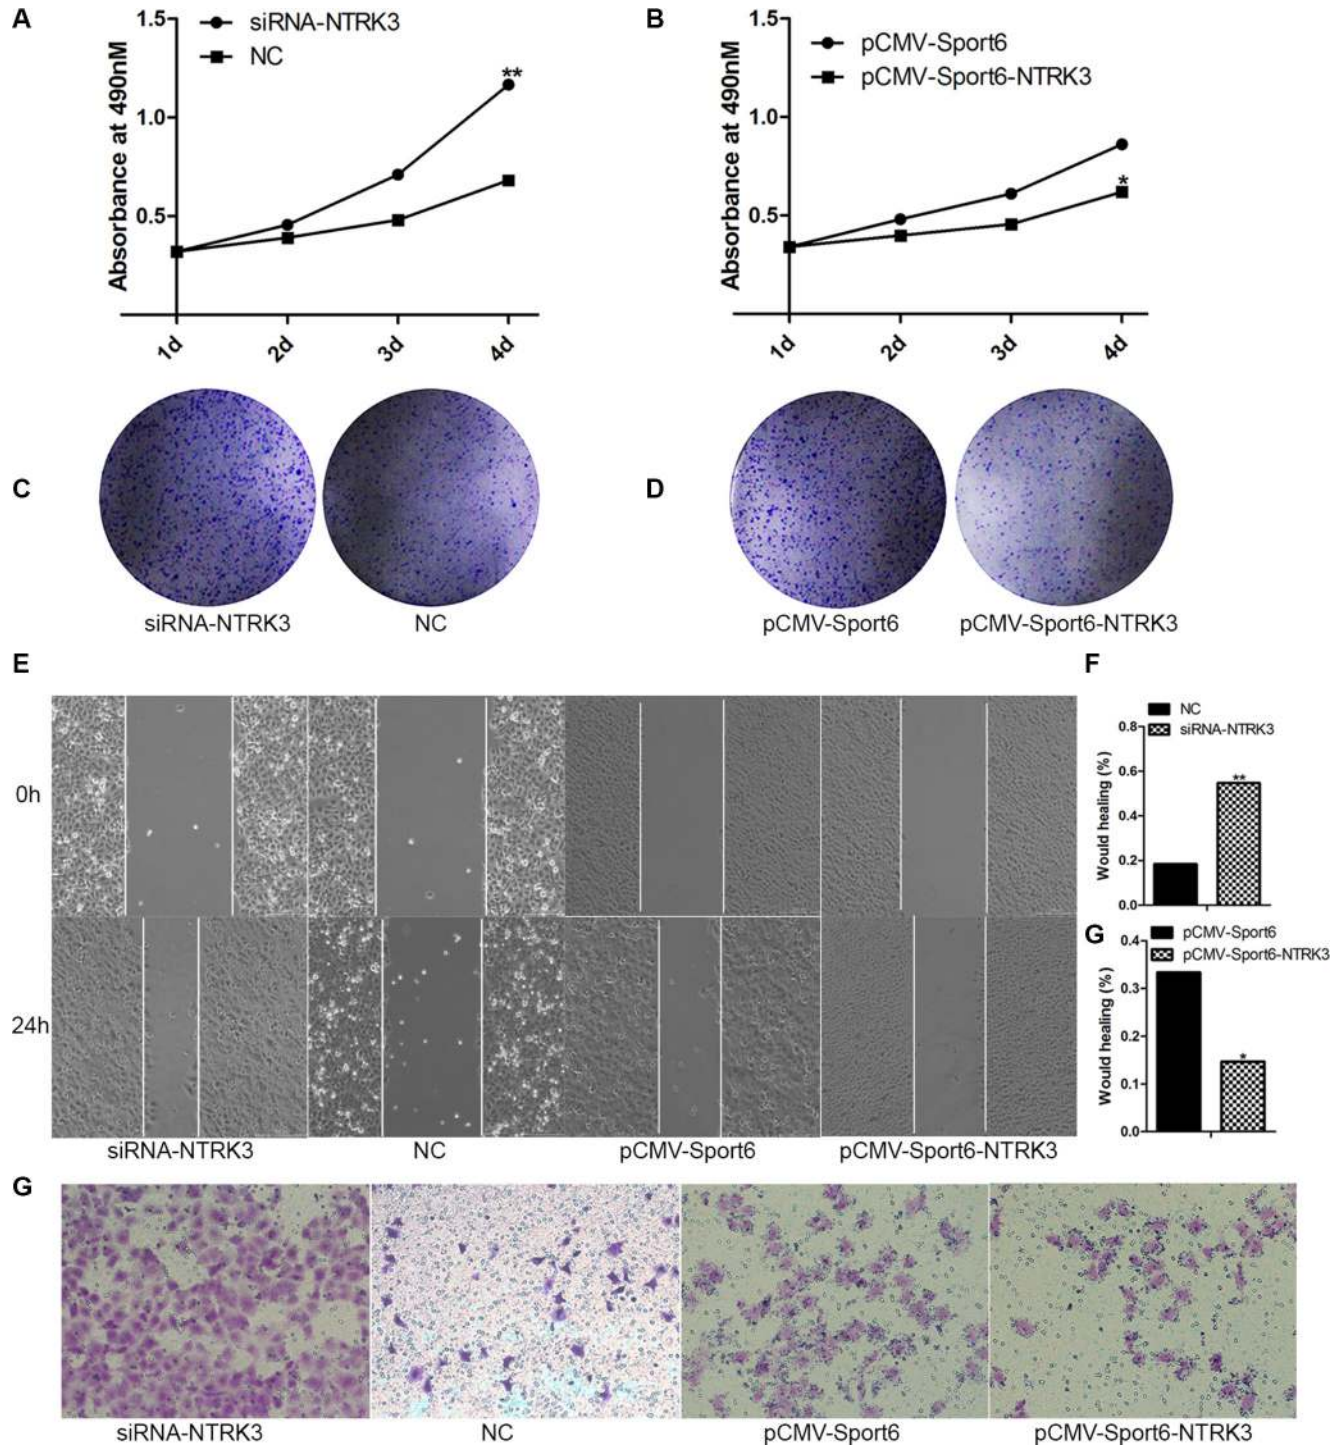 A
1.5
siRNA-NTRK3
NC
**
1.0
0.5
Absorbance at 490nM
1d
2d
3d
4d
B
1.5
pCMV-Sport6
pCMV-Sport6-NTRK3
1.0
*
0.5
Absorbance at 490nM
1d
2d
3d
4d
C
siRNA-NTRK3
NC
D
pCMV-Sport6
pCMV-Sport6-NTRK3
E
0h
24h
siRNA-NTRK3
NC
pCMV-Sport6
pCMV-Sport6-NTRK3
F
NC
siRNA-NTRK3
0.8
0.6
**
0.4
0.2
0.0
Would healing (%)
G
pCMV-Sport6
pCMV-Sport6-NTRK3
0.4
0.3
0.2
*
0.1
0.0
Would healing (%)
G
siRNA-NTRK3
NC
pCMV-Sport6
pCMV-Sport6-NTRK3